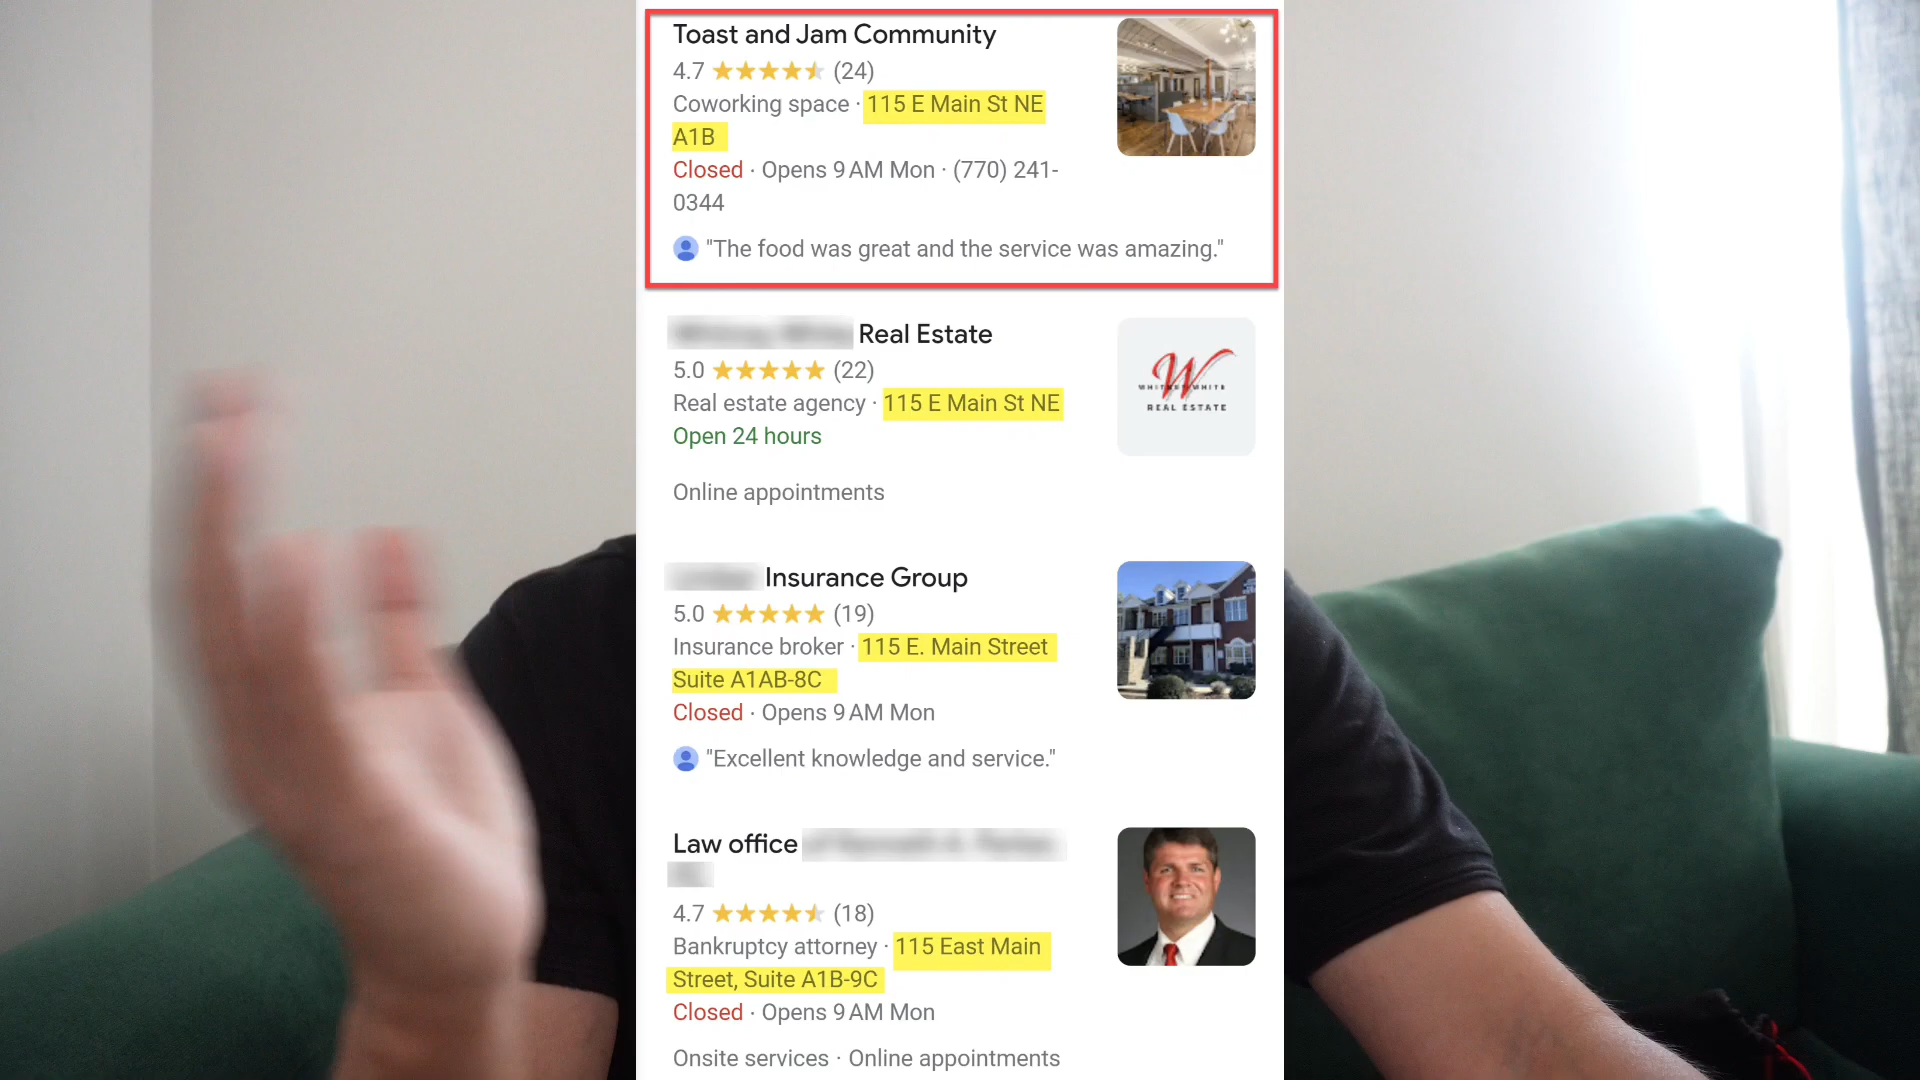 Toast and Jam Community
4.7 (24)
Coworking space · 115 E Main St NE
A1B
Closed · Opens 9 AM Mon · (770) 241-
0344
"The food was great and the service was amazing."
Real Estate
5.0 (22)
Real estate agency · 115 E Main St NE
Open 24 hours
Online appointments
W
WHITNEY WHITE
REAL ESTATE
Insurance Group
5.0 (19)
Insurance broker · 115 E. Main Street
Suite A1AB-8C
Closed · Opens 9 AM Mon
"Excellent knowledge and service."
Law office
4.7 (18)
Bankruptcy attorney · 115 East Main
Street, Suite A1B-9C
Closed · Opens 9 AM Mon
Onsite services · Online appointments